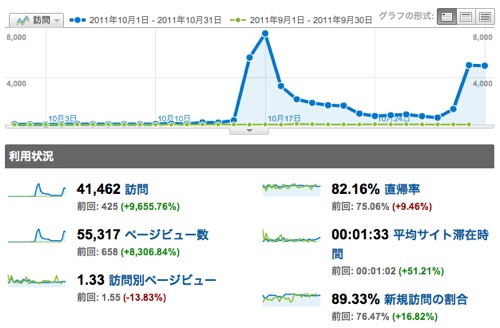 訪問 2011年10月1日 - 2011年10月31日 2011年9月1日 - 2011年9月30日 グラフの形式:
8,000 8,000
4,000 4,000
10月3日 10月10日 10月17日 10月24日
利用状況
41,462 訪問
前回: 425 (+9,655.76%)
82.16% 直帰率
前回: 75.06% (+9.46%)
55,317 ページビュー数
前回: 658 (+8,306.84%)
00:01:33 平均サイト滞在時
間
前回: 00:01:02 (+51.21%)
1.33 訪問別ページビュー
前回: 1.55 (-13.83%)
89.33% 新規訪問の割合
前回: 76.47% (+16.82%)